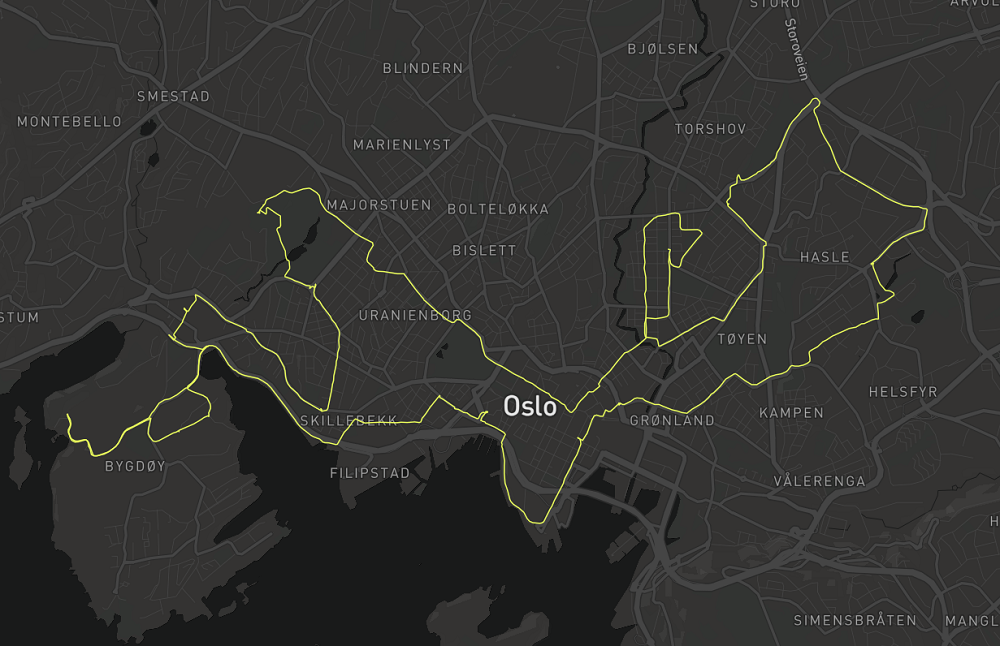 STORO
ARVOL
BJØLSEN
Storoveien
BLINDERN
SMESTAD
MONTEBELLO
TORSHOV
MARIENLYST
MAJORSTUEN
BOLTELØKKA
BISLETT
HASLE
STUM
URANIENBORG
TØYEN
HELSFYR
Oslo
KAMPEN
SKILLEBEKK
GRØNLAND
BYGDØY
FILIPSTAD
VÅLERENGA
H
SIMENSBRÅTEN
MANGL